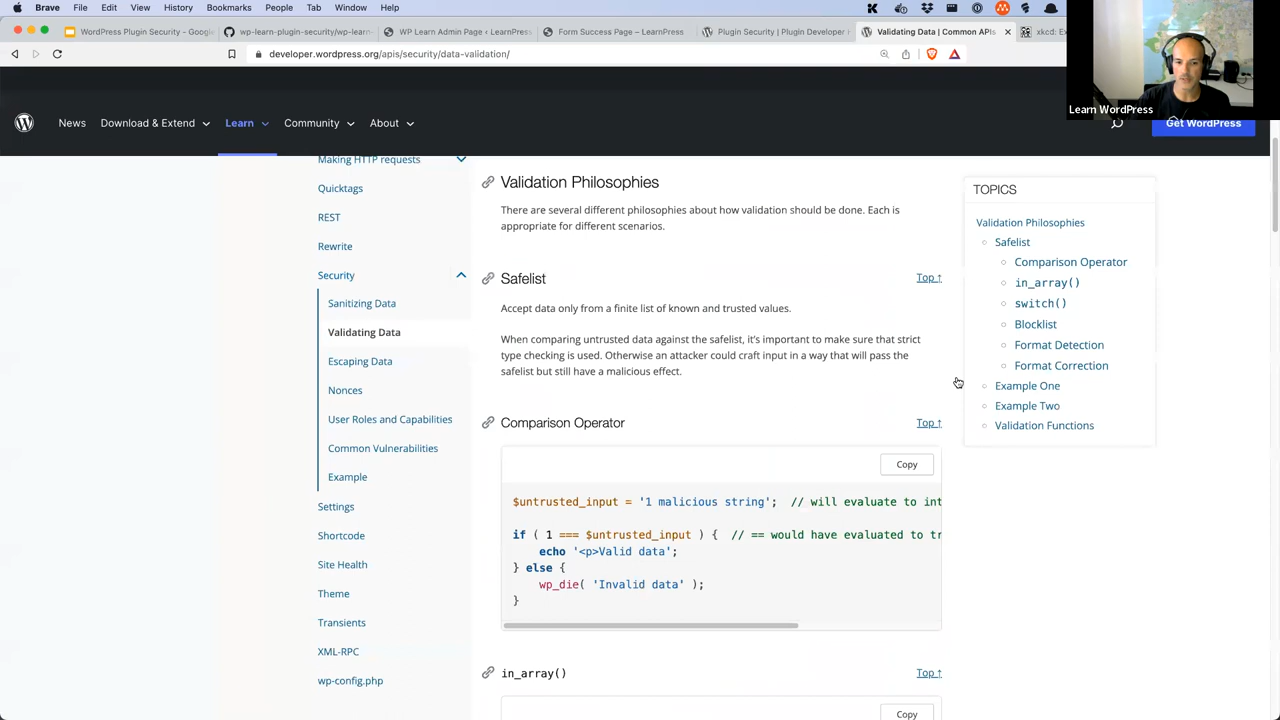 Brave File Edit View History Bookmarks People Tab Window Help
WordPress Plugin Security - Googl
wp-learn-plugin-security/wp-learn-
WP Learn Admin Page – LearnPress
Form Success Page – LearnPress
Plugin Security | Plugin Developer
Validating Data | Common APIs
xkcd: Ex
developer.wordpress.org/apis/security/data-validation/
Learn WordPress
News Download & Extend Learn Community About
Get WordPress
Making HTTP requests
Quicktags
REST
Rewrite
Security
Sanitizing Data
Validating Data
Escaping Data
Nonces
User Roles and Capabilities
Common Vulnerabilities
Example
Settings
Shortcode
Site Health
Theme
Transients
XML-RPC
wp-config.php
Validation Philosophies
There are several different philosophies about how validation should be done. Each is
appropriate for different scenarios.
Safelist
Top ↑
Accept data only from a finite list of known and trusted values.
When comparing untrusted data against the safelist, it’s important to make sure that strict
type checking is used. Otherwise an attacker could craft input in a way that will pass the
safelist but still have a malicious effect.
Comparison Operator
Top ↑
Copy
$untrusted_input = '1 malicious string';  // will evaluate to int
if ( 1 === $untrusted_input ) {  // == would have evaluated to tr
echo '<p>Valid data';
} else {
wp_die( 'Invalid data' );
}
in_array()
Top ↑
Copy
TOPICS
Validation Philosophies
Safelist
Comparison Operator
in_array()
switch()
Blocklist
Format Detection
Format Correction
Example One
Example Two
Validation Functions